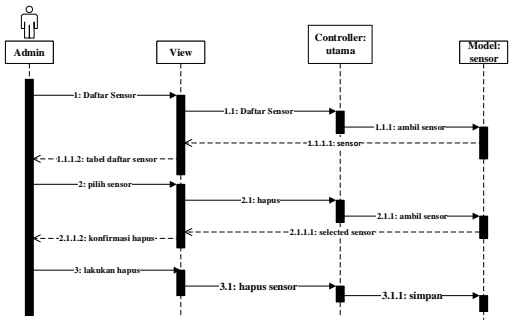 Admin
View
Controller:
utama
Model:
sensor
1: Daftar Sensor
1.1: Daftar Sensor
1.1.1: ambil sensor
1.1.1.1: sensor
1.1.1.2: tabel daftar sensor
2: pilih sensor
2.1: hapus
2.1.1: ambil sensor
2.1.1.1: selected sensor
2.1.1.2: konfirmasi hapus
3: lakukan hapus
3.1: hapus sensor
3.1.1: simpan